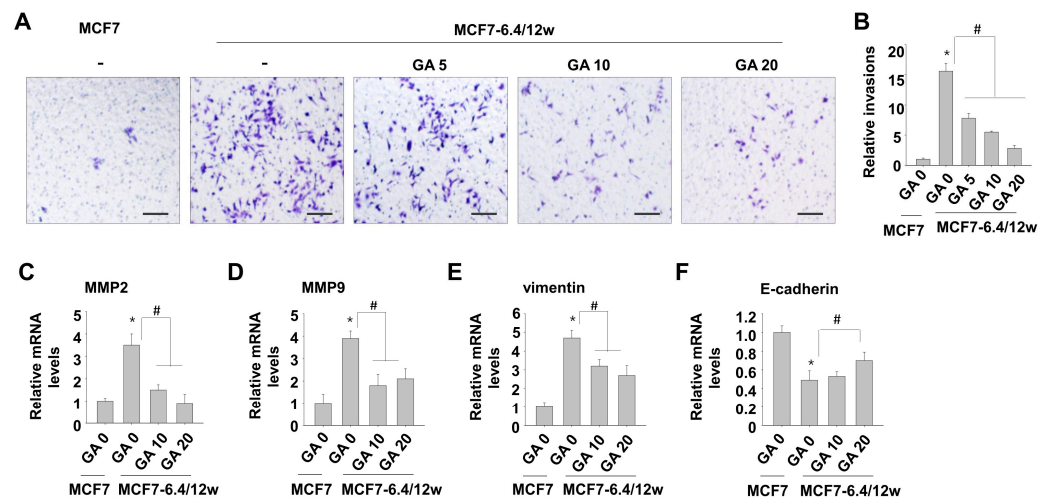 A
MCF7
MCF7-6.4/12w
-
-
GA 5
GA 10
GA 20
B
Relative invasions
20
15
10
5
0
*
#
GA 0
GA 0
GA 5
GA 10
GA 20
MCF7
MCF7-6.4/12w
C
MMP2
Relative mRNA
levels
5
4
3
2
1
0
*
#
GA 0
GA 0
GA 10
GA 20
MCF7
MCF7-6.4/12w
D
MMP9
Relative mRNA
levels
5
4
3
2
1
0
*
#
GA 0
GA 0
GA 10
GA 20
MCF7
MCF7-6.4/12w
E
vimentin
Relative mRNA
levels
6
5
4
3
2
1
0
*
#
GA 0
GA 0
GA 10
GA 20
MCF7
MCF7-6.4/12w
F
E-cadherin
Relative mRNA
levels
1.2
1.0
0.8
0.6
0.4
0.2
0
*
#
GA 0
GA 0
GA 10
GA 20
MCF7
MCF7-6.4/12w